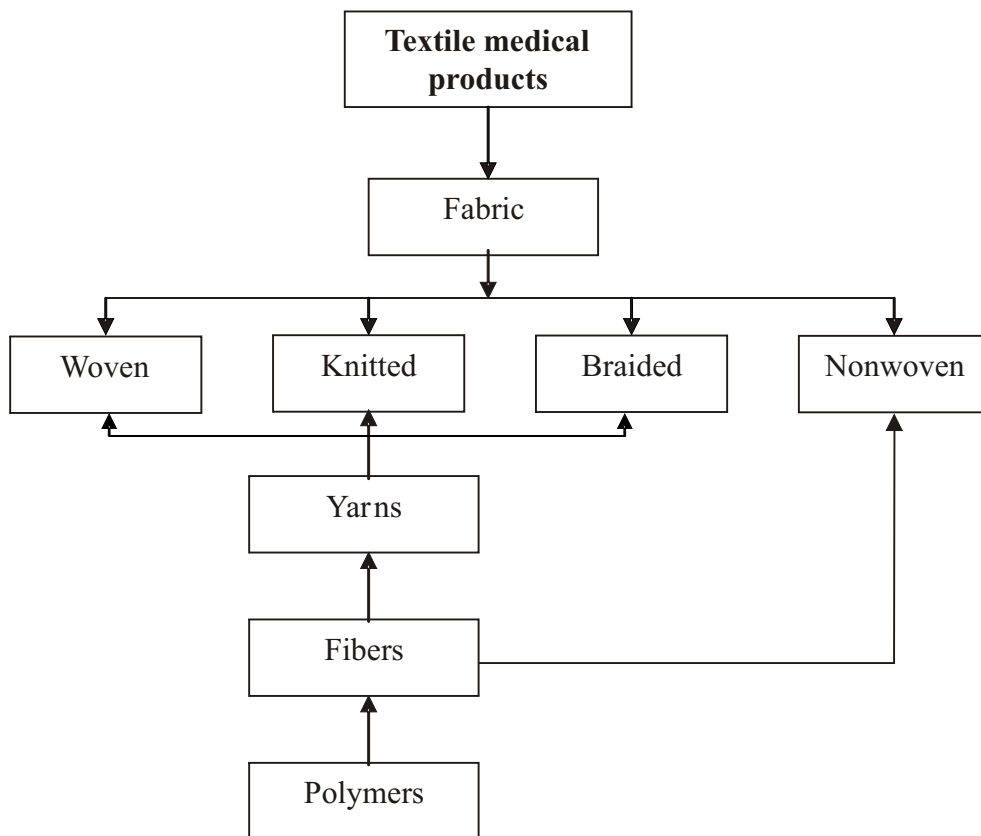 Textile medical
products
Fabric
Woven
Knitted
Braided
Nonwoven
Yarns
Fibers
Polymers